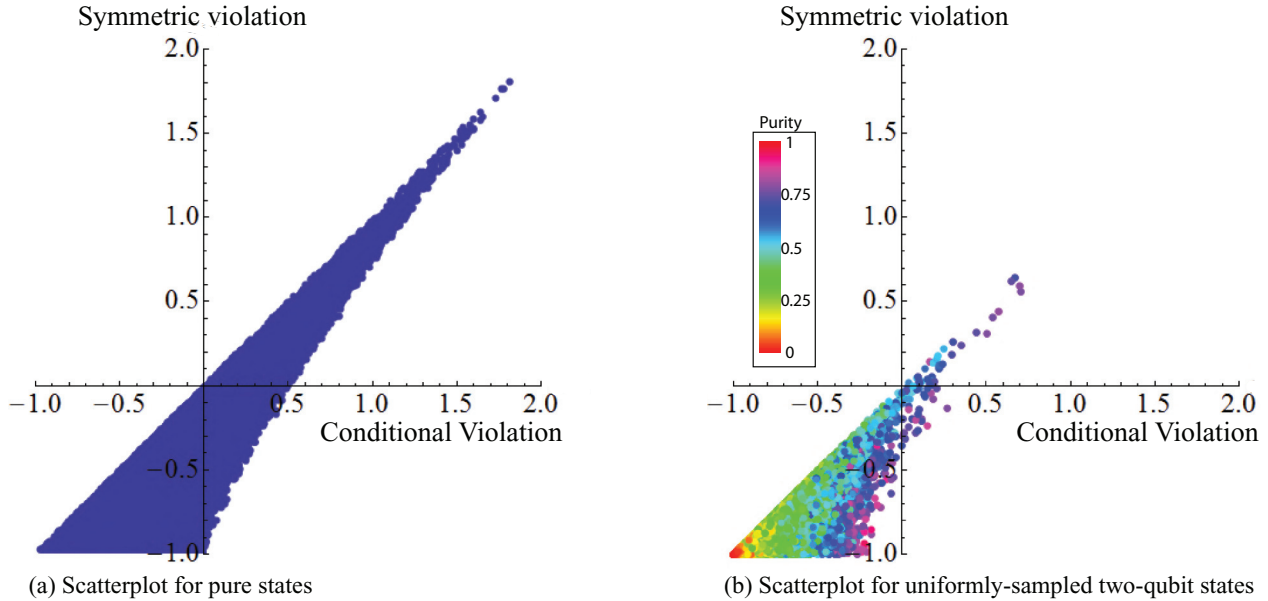 Symmetric violation
2.0
1.5
1.0
0.5
−1.0 −0.5 0.5 1.0 1.5 2.0
Conditional Violation
−0.5
−1.0
(a) Scatterplot for pure states
Symmetric violation
2.0
1.5
1.0
0.5
Purity
1
0.75
0.5
0.25
0
−1.0 −0.5 0.5 1.0 1.5 2.0
Conditional Violation
−0.5
−1.0
(b) Scatterplot for uniformly-sampled two-qubit states